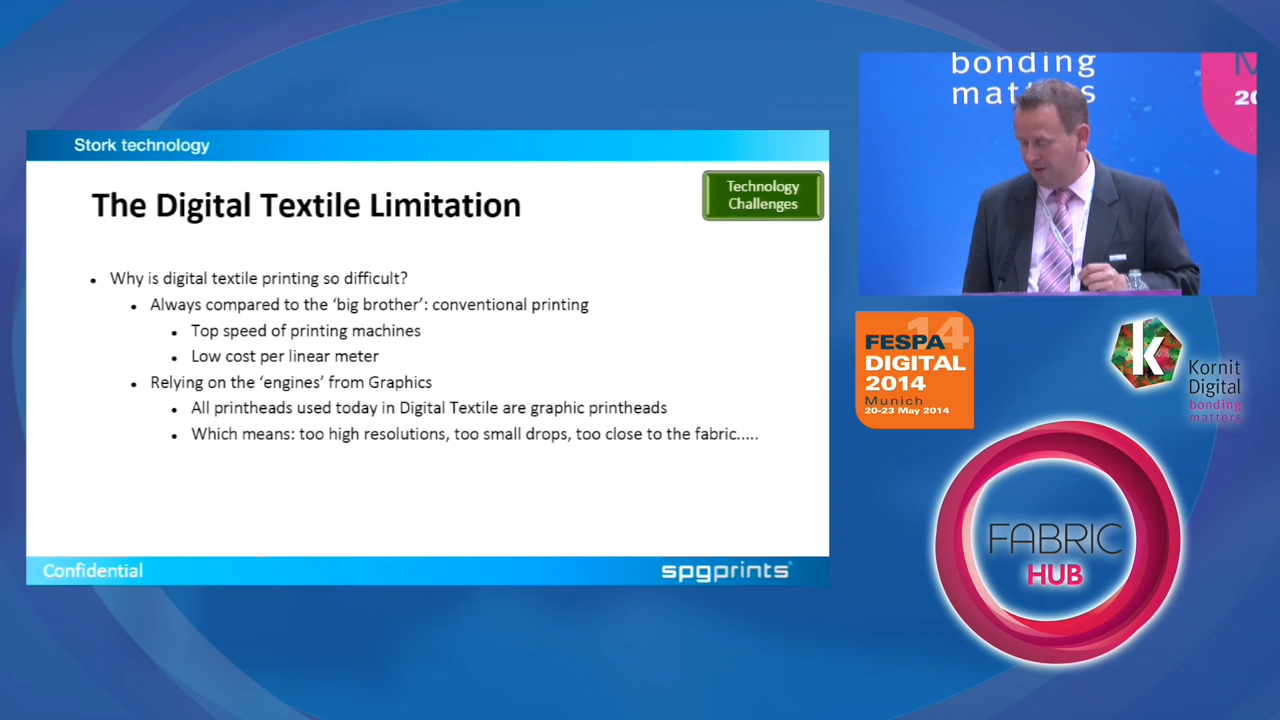 Stork technology
The Digital Textile Limitation
Technology
Challenges
• Why is digital textile printing so difficult?
• Always compared to the ‘big brother’: conventional printing
• Top speed of printing machines
• Low cost per linear meter
• Relying on the ‘engines’ from Graphics
• All printheads used today in Digital Textile are graphic printheads
• Which means: too high resolutions, too small drops, too close to the fabric.....
Confidential
spgprints®
bonding
matters
M
20
FESPA 14
DIGITAL
2014
Munich
20-23 May 2014
k
Kornit
Digital
bonding
matters
FABRIC
HUB